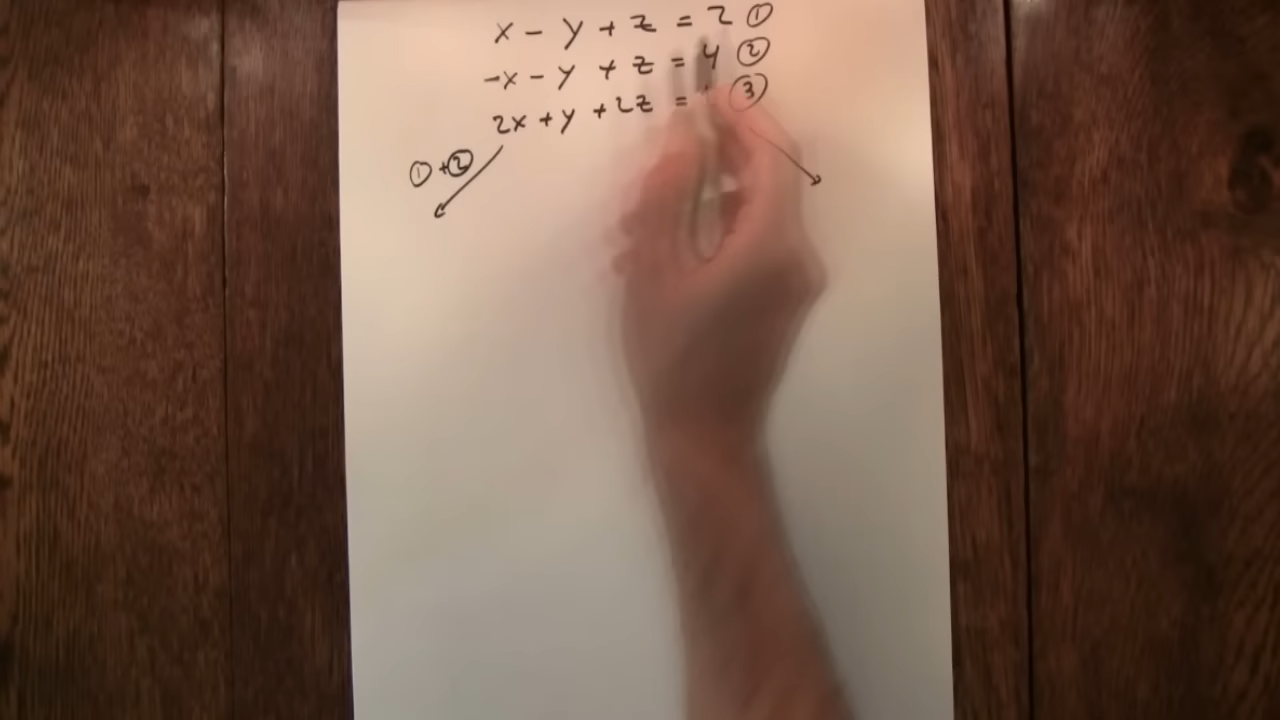 x - y + z = 2 ①
-x - y + z = 4 ②
2x + y + 2z = ③
① + ②